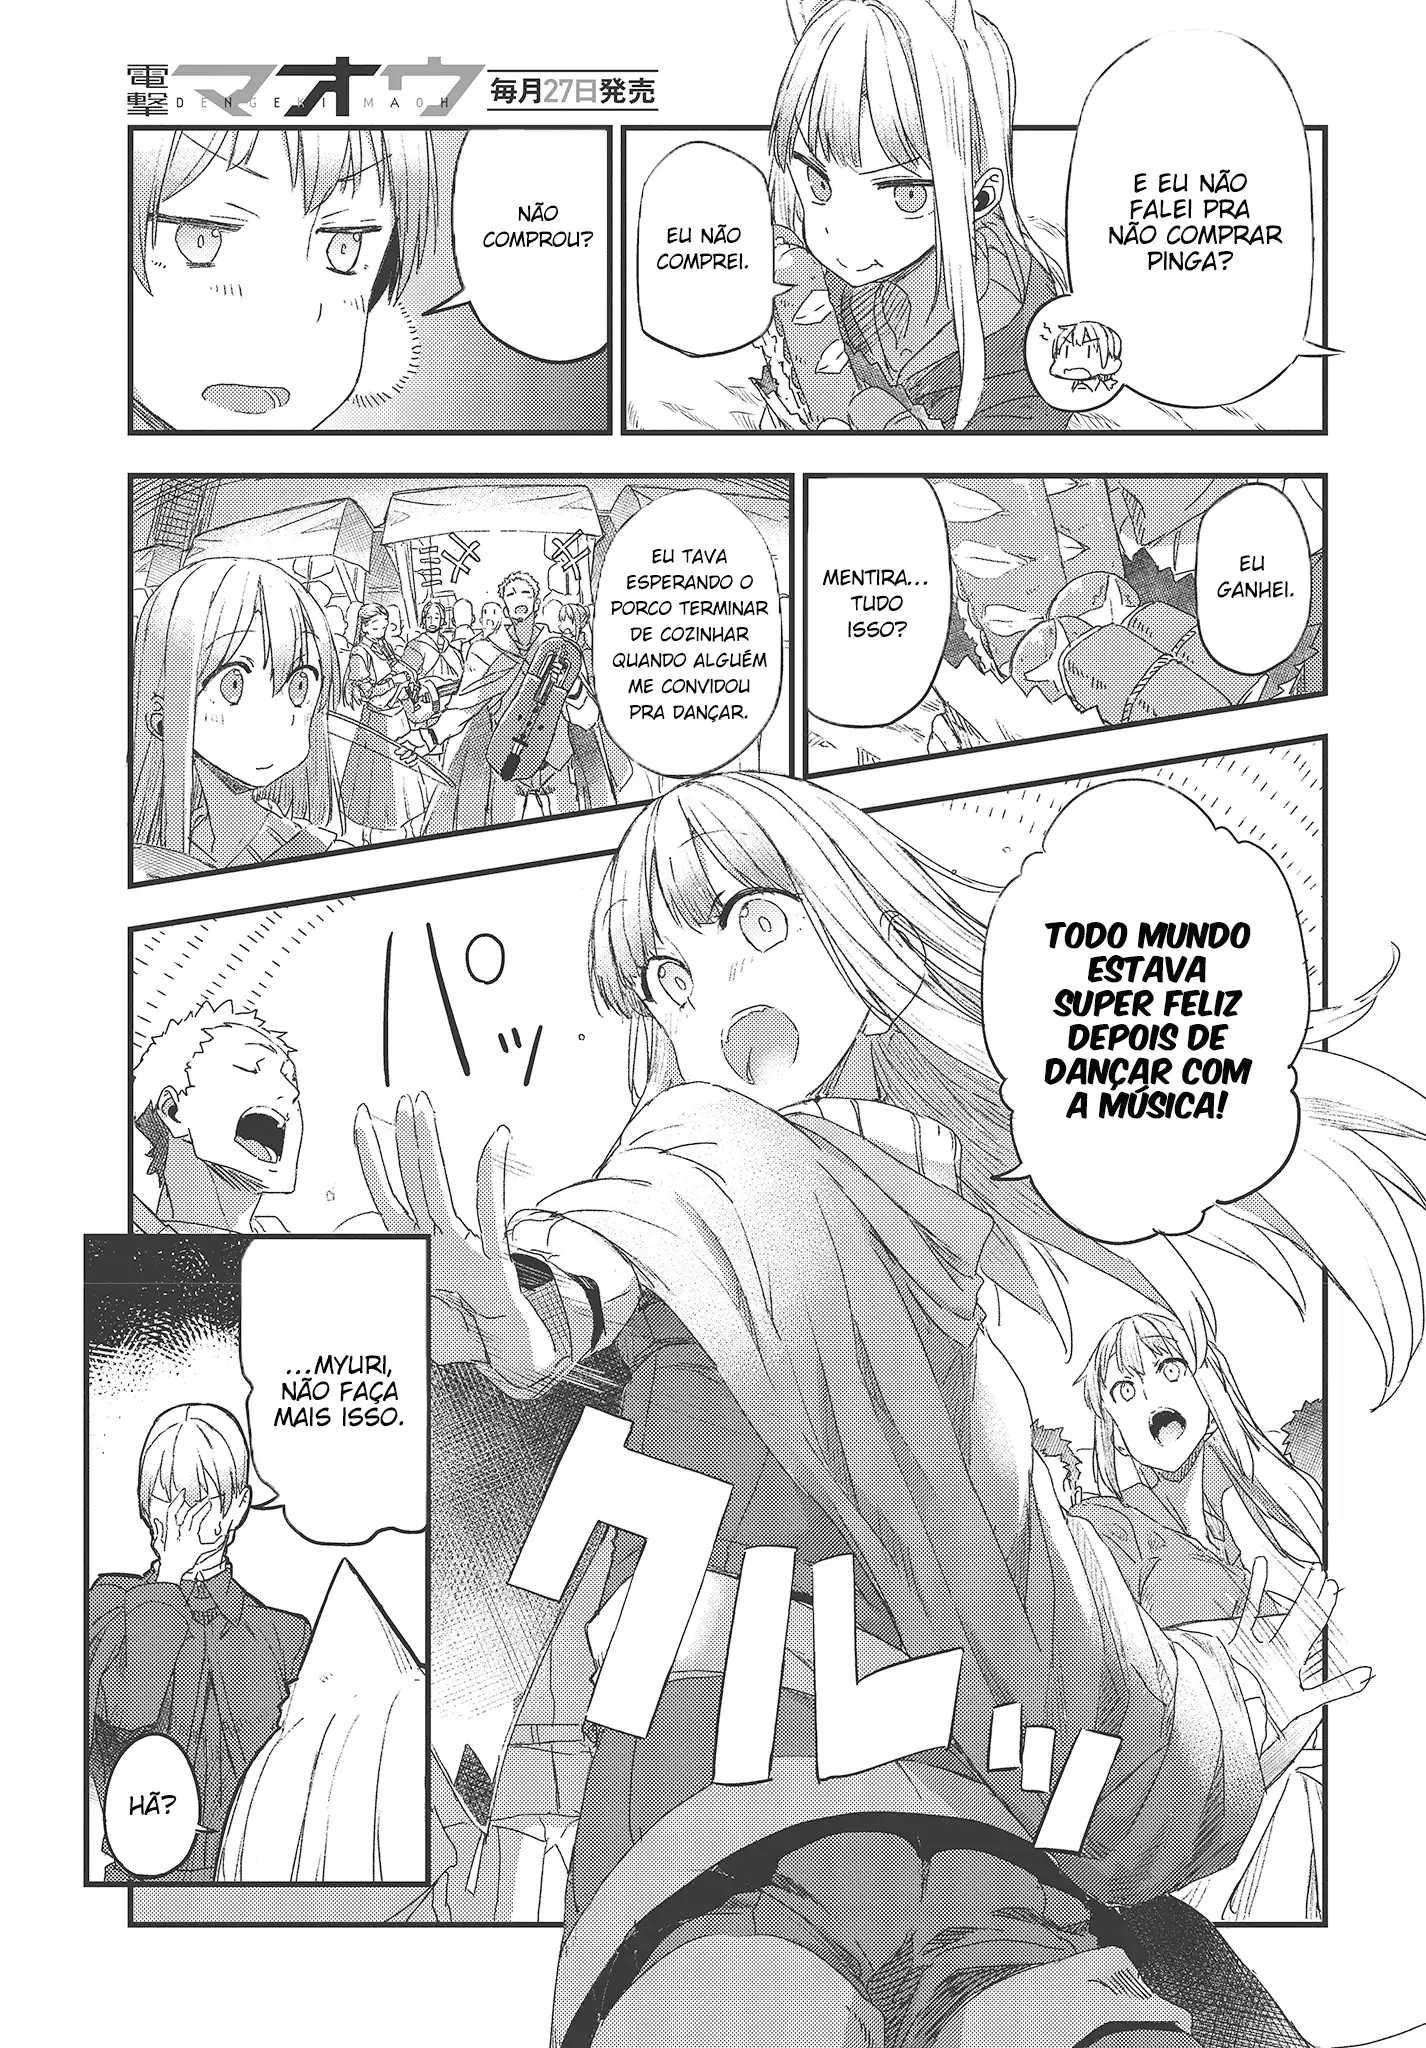 電撃
マオウ
DENGEKI MAOH
毎月27日発売
E EU NÃO
FALEI PRA
NÃO COMPRAR
PINGA?
EU NÃO
COMPREI.
NÃO
COMPROU?
EU
GANHEI.
MENTIRA...
TUDO
ISSO?
EU TAVA
ESPERANDO O
PORCO TERMINAR
DE COZINHAR
QUANDO ALGUÉM
ME CONVIDOU
PRA DANÇAR.
TODO MUNDO
ESTAVA
SUPER FELIZ
DEPOIS DE
DANÇAR COM
A MÚSICA!
パッ
クルッ
...MYURI,
NÃO FAÇA
MAIS ISSO.
HÃ?